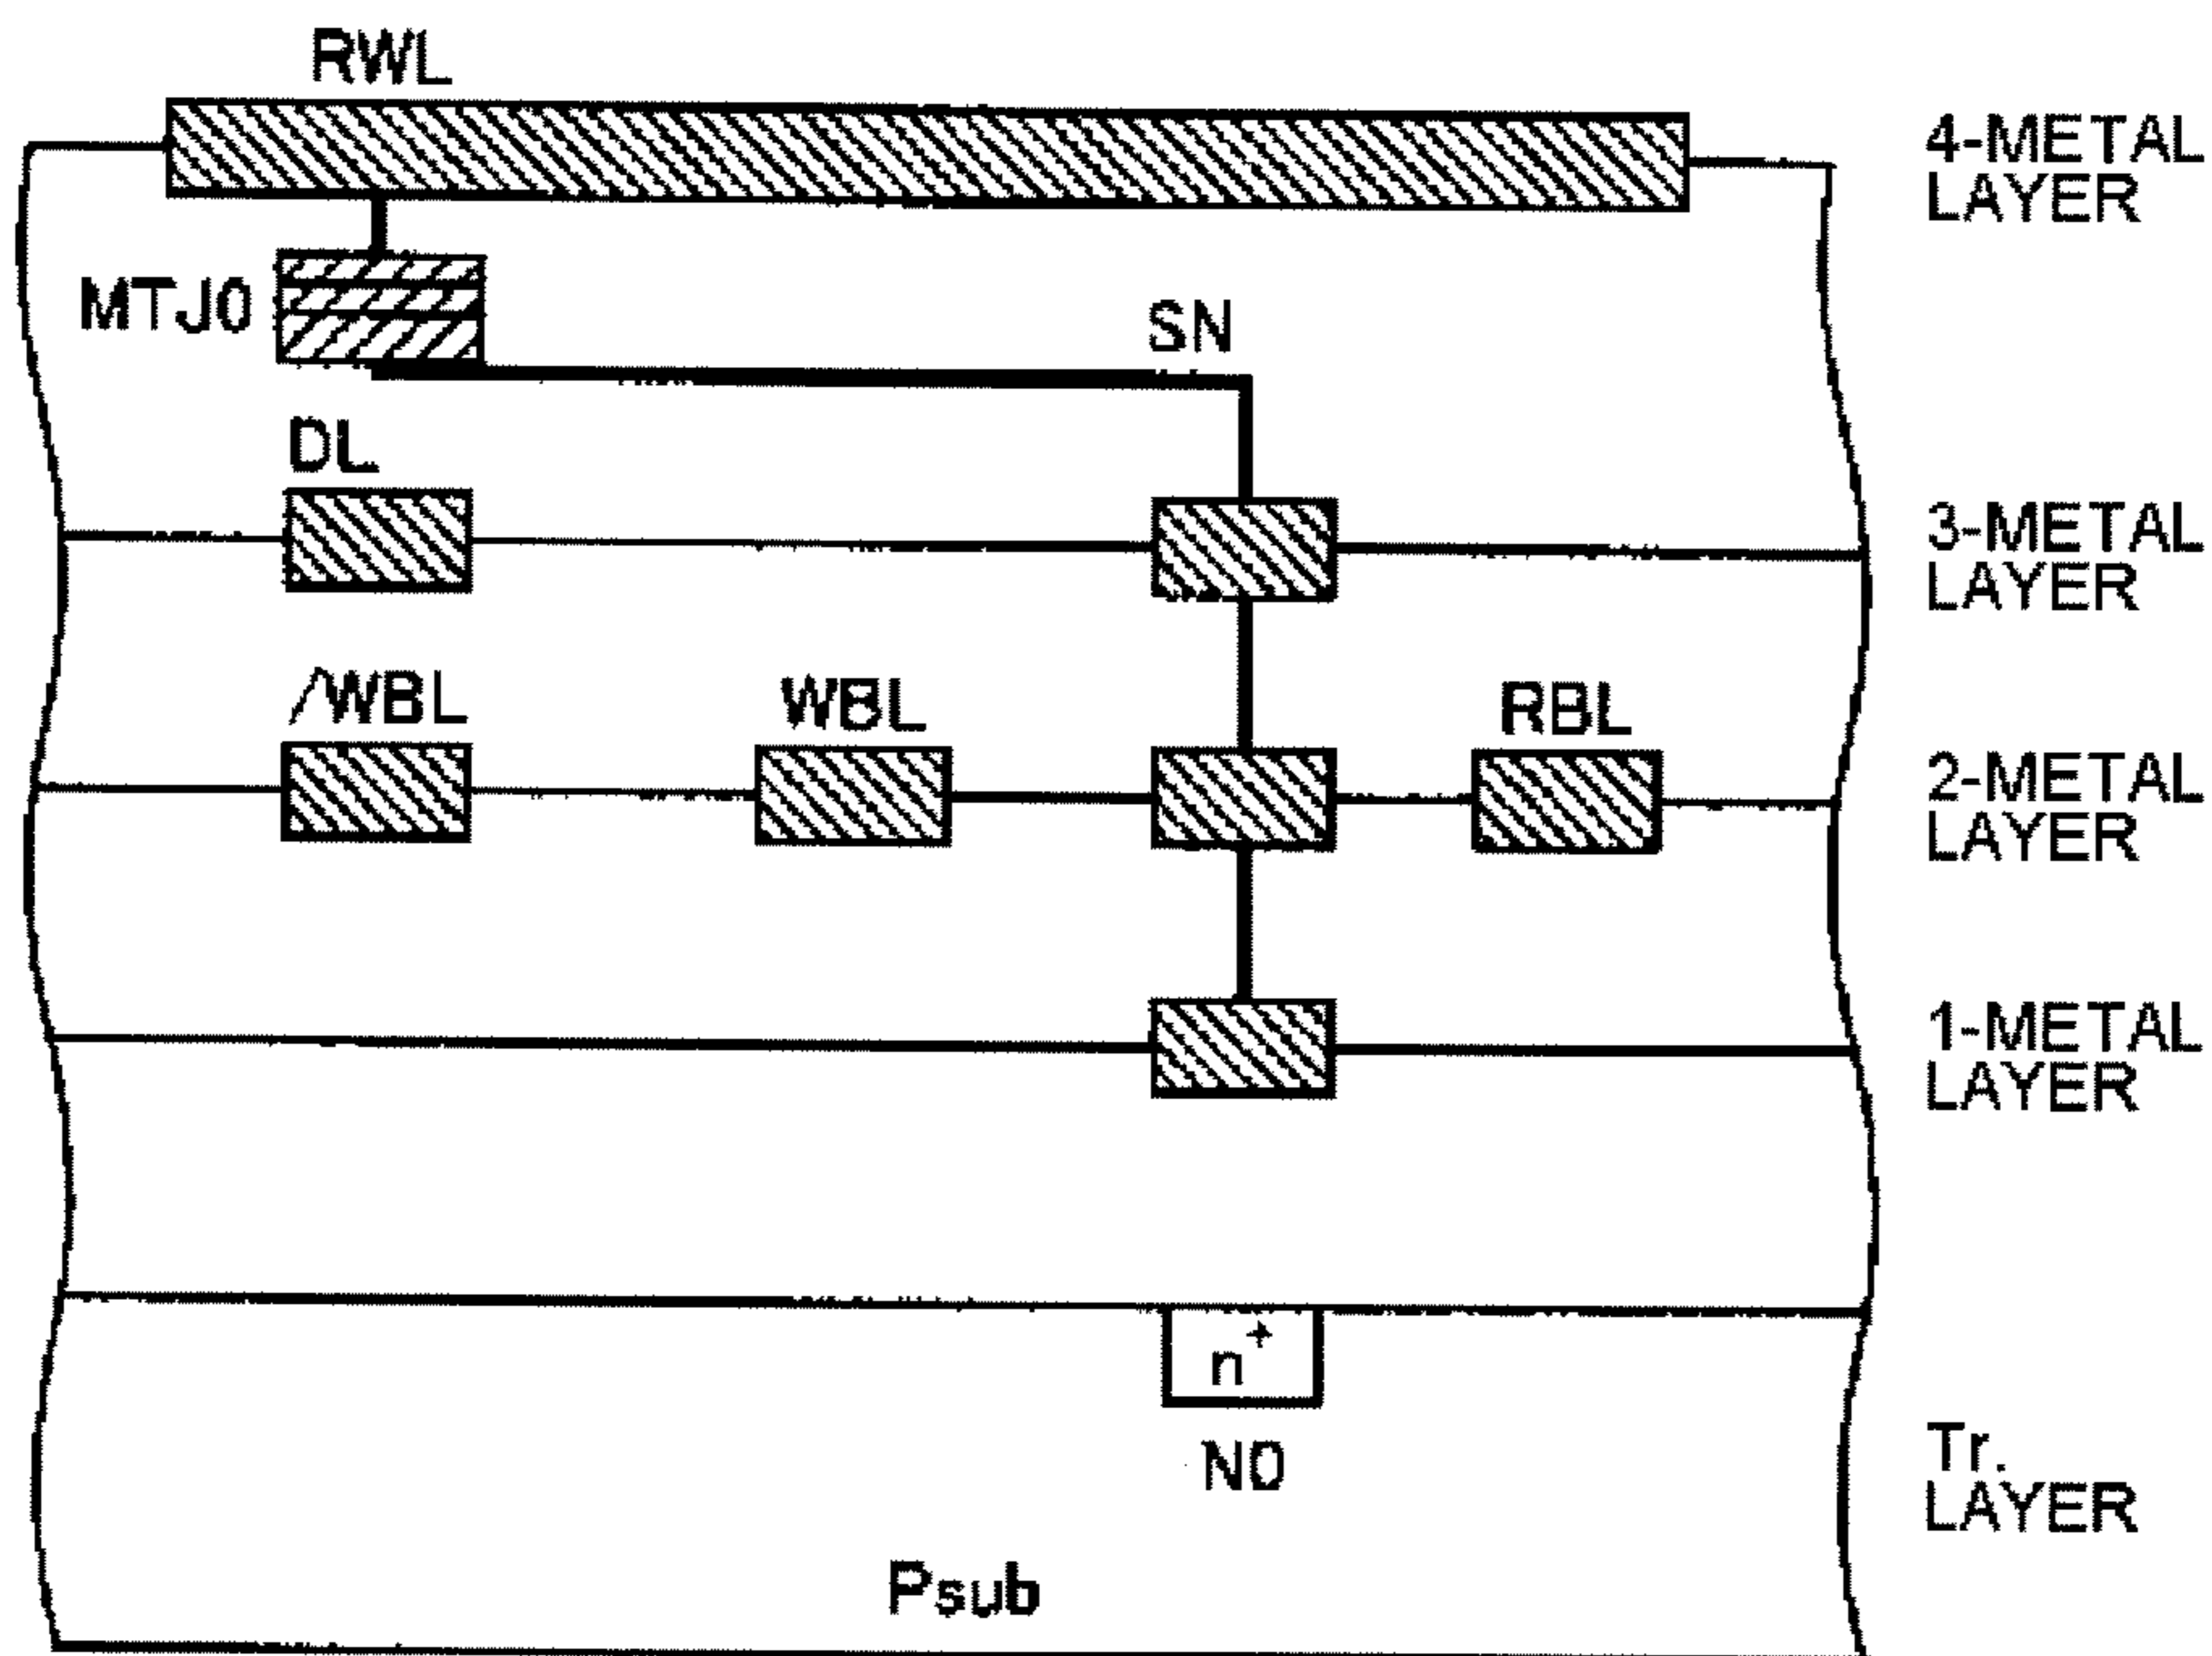 RWL
4-METAL
LAYER
MTJ0
SN
DL
3-METAL
LAYER
/WBL
WBL
RBL
2-METAL
LAYER
1-METAL
LAYER
n+
N0
Tr.
LAYER
Psub